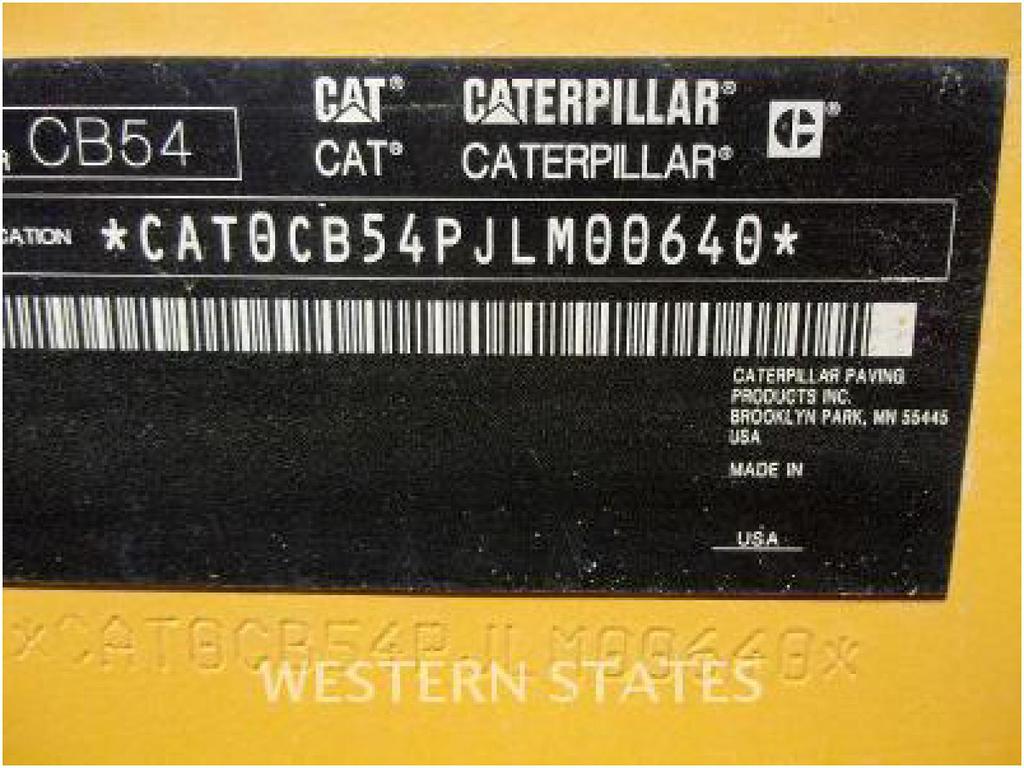 CAT® CATERPILLAR®
CB54 CAT® CATERPILLAR®
*CAT0CB54PJLM00640*
CATERPILLAR PAVING
PRODUCTS INC.
BROOKLYN PARK, MN 55445
USA
MADE IN
USA
*CAT0CB54PJLM00640*
WESTERN STATES